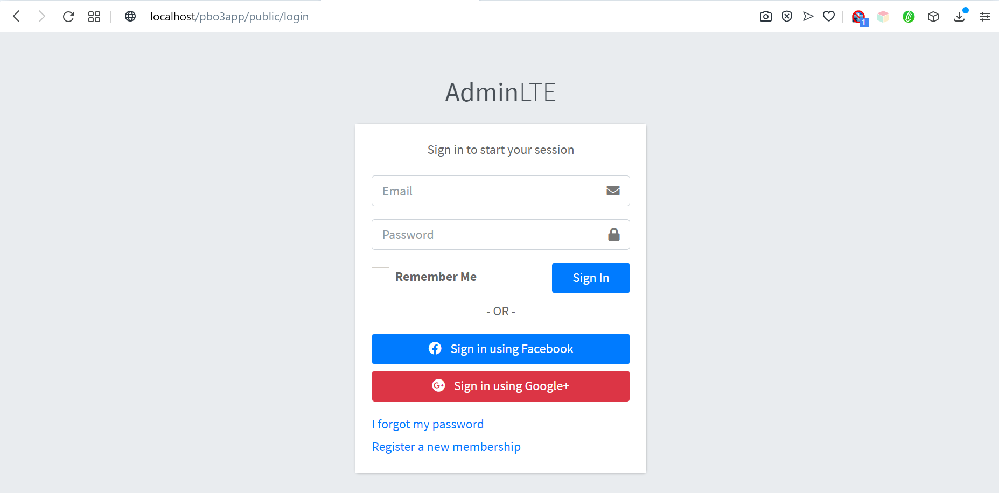 localhost/pbo3app/public/login
1
AdminLTE
Sign in to start your session
Email
Password
Remember Me
Sign In
- OR -
Sign in using Facebook
G+ Sign in using Google+
I forgot my password
Register a new membership